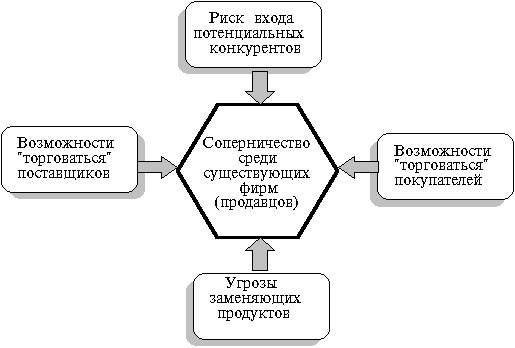 Риск входа
потенциальных
конкурентов
Возможности
"торговаться"
поставщиков
Соперничество
среди
существующих
фирм
(продавцов)
Возможности
"торговаться"
покупателей
Угрозы
заменяющих
продуктов